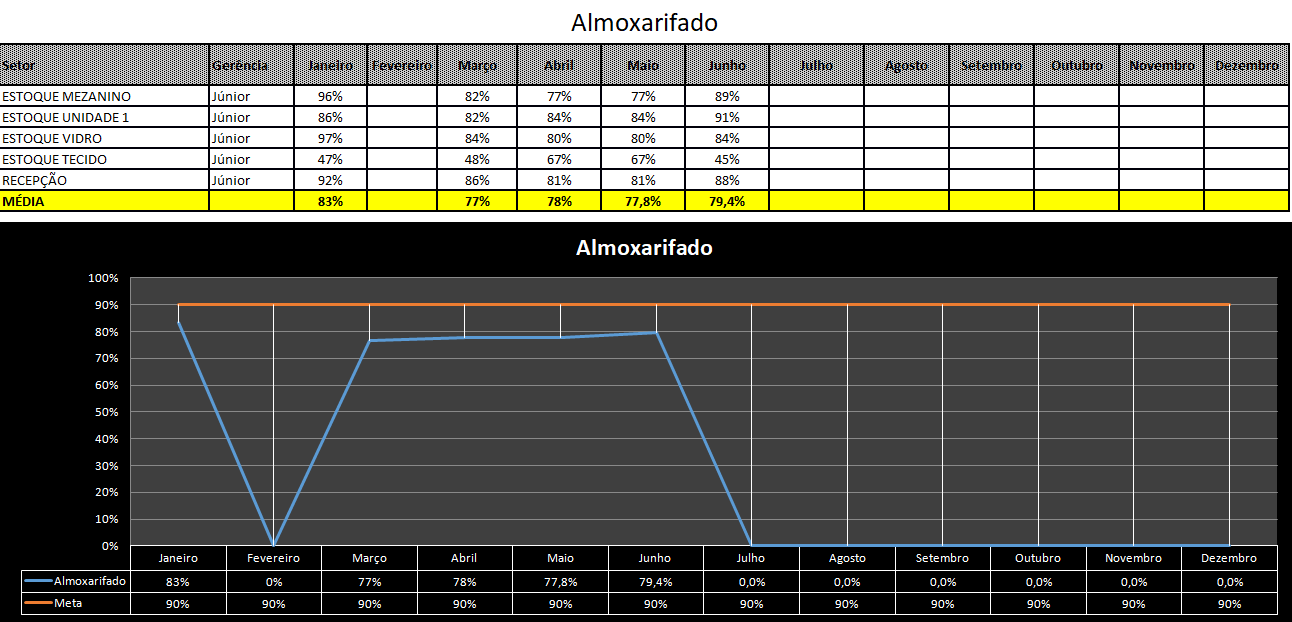 Almoxarifado
Setor Gerência Janeiro Fevereiro Março Abril Maio Junho Julho Agosto Setembro Outubro Novembro Dezembro
ESTOQUE MEZANINO Júnior 96% 82% 77% 77% 89%
ESTOQUE UNIDADE 1 Júnior 86% 82% 84% 84% 91%
ESTOQUE VIDRO Júnior 97% 84% 80% 80% 84%
ESTOQUE TECIDO Júnior 47% 48% 67% 67% 45%
RECEPÇÃO Júnior 92% 86% 81% 81% 88%
MÉDIA 83% 77% 78% 77,8% 79,4%
Almoxarifado
100%
90%
80%
70%
60%
50%
40%
30%
20%
10%
0%
Janeiro Fevereiro Março Abril Maio Junho Julho Agosto Setembro Outubro Novembro Dezembro
Almoxarifado 83% 0% 77% 78% 77,8% 79,4% 0,0% 0,0% 0,0% 0,0% 0,0% 0,0%
Meta 90% 90% 90% 90% 90% 90% 90% 90% 90% 90% 90% 90%